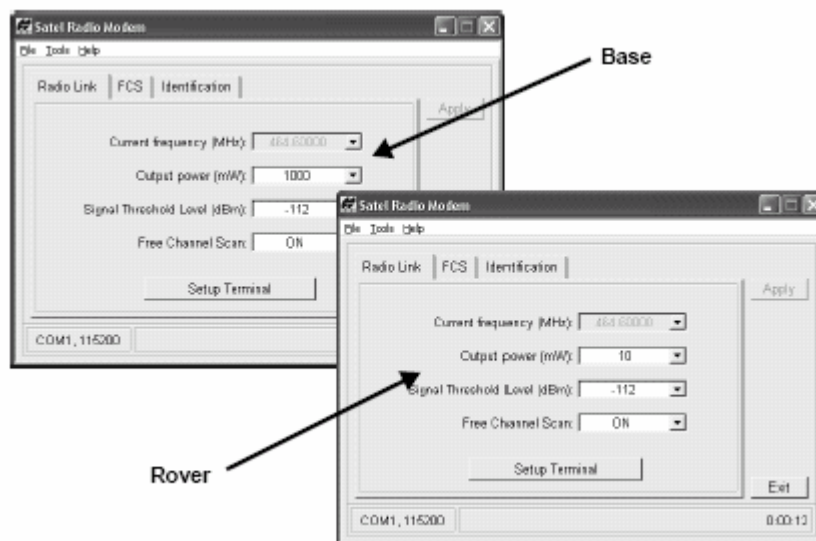 Satel Radio Modem
File Tools Help
Base
Radio Link FCS Identification
Apply
Current frequency (MHz): 464.60000
Output power (mW): 1000
Signal Threshold Level (dBm): -112
Free Channel Scan: ON
Setup Terminal
COM1, 115200
Satel Radio Modem
File Tools Help
Radio Link FCS Identification
Apply
Current frequency (MHz): 464.60000
Output power (mW): 10
Signal Threshold Level (dBm): -112
Free Channel Scan: ON
Rover
Setup Terminal
Exit
COM1, 115200 0:00:13